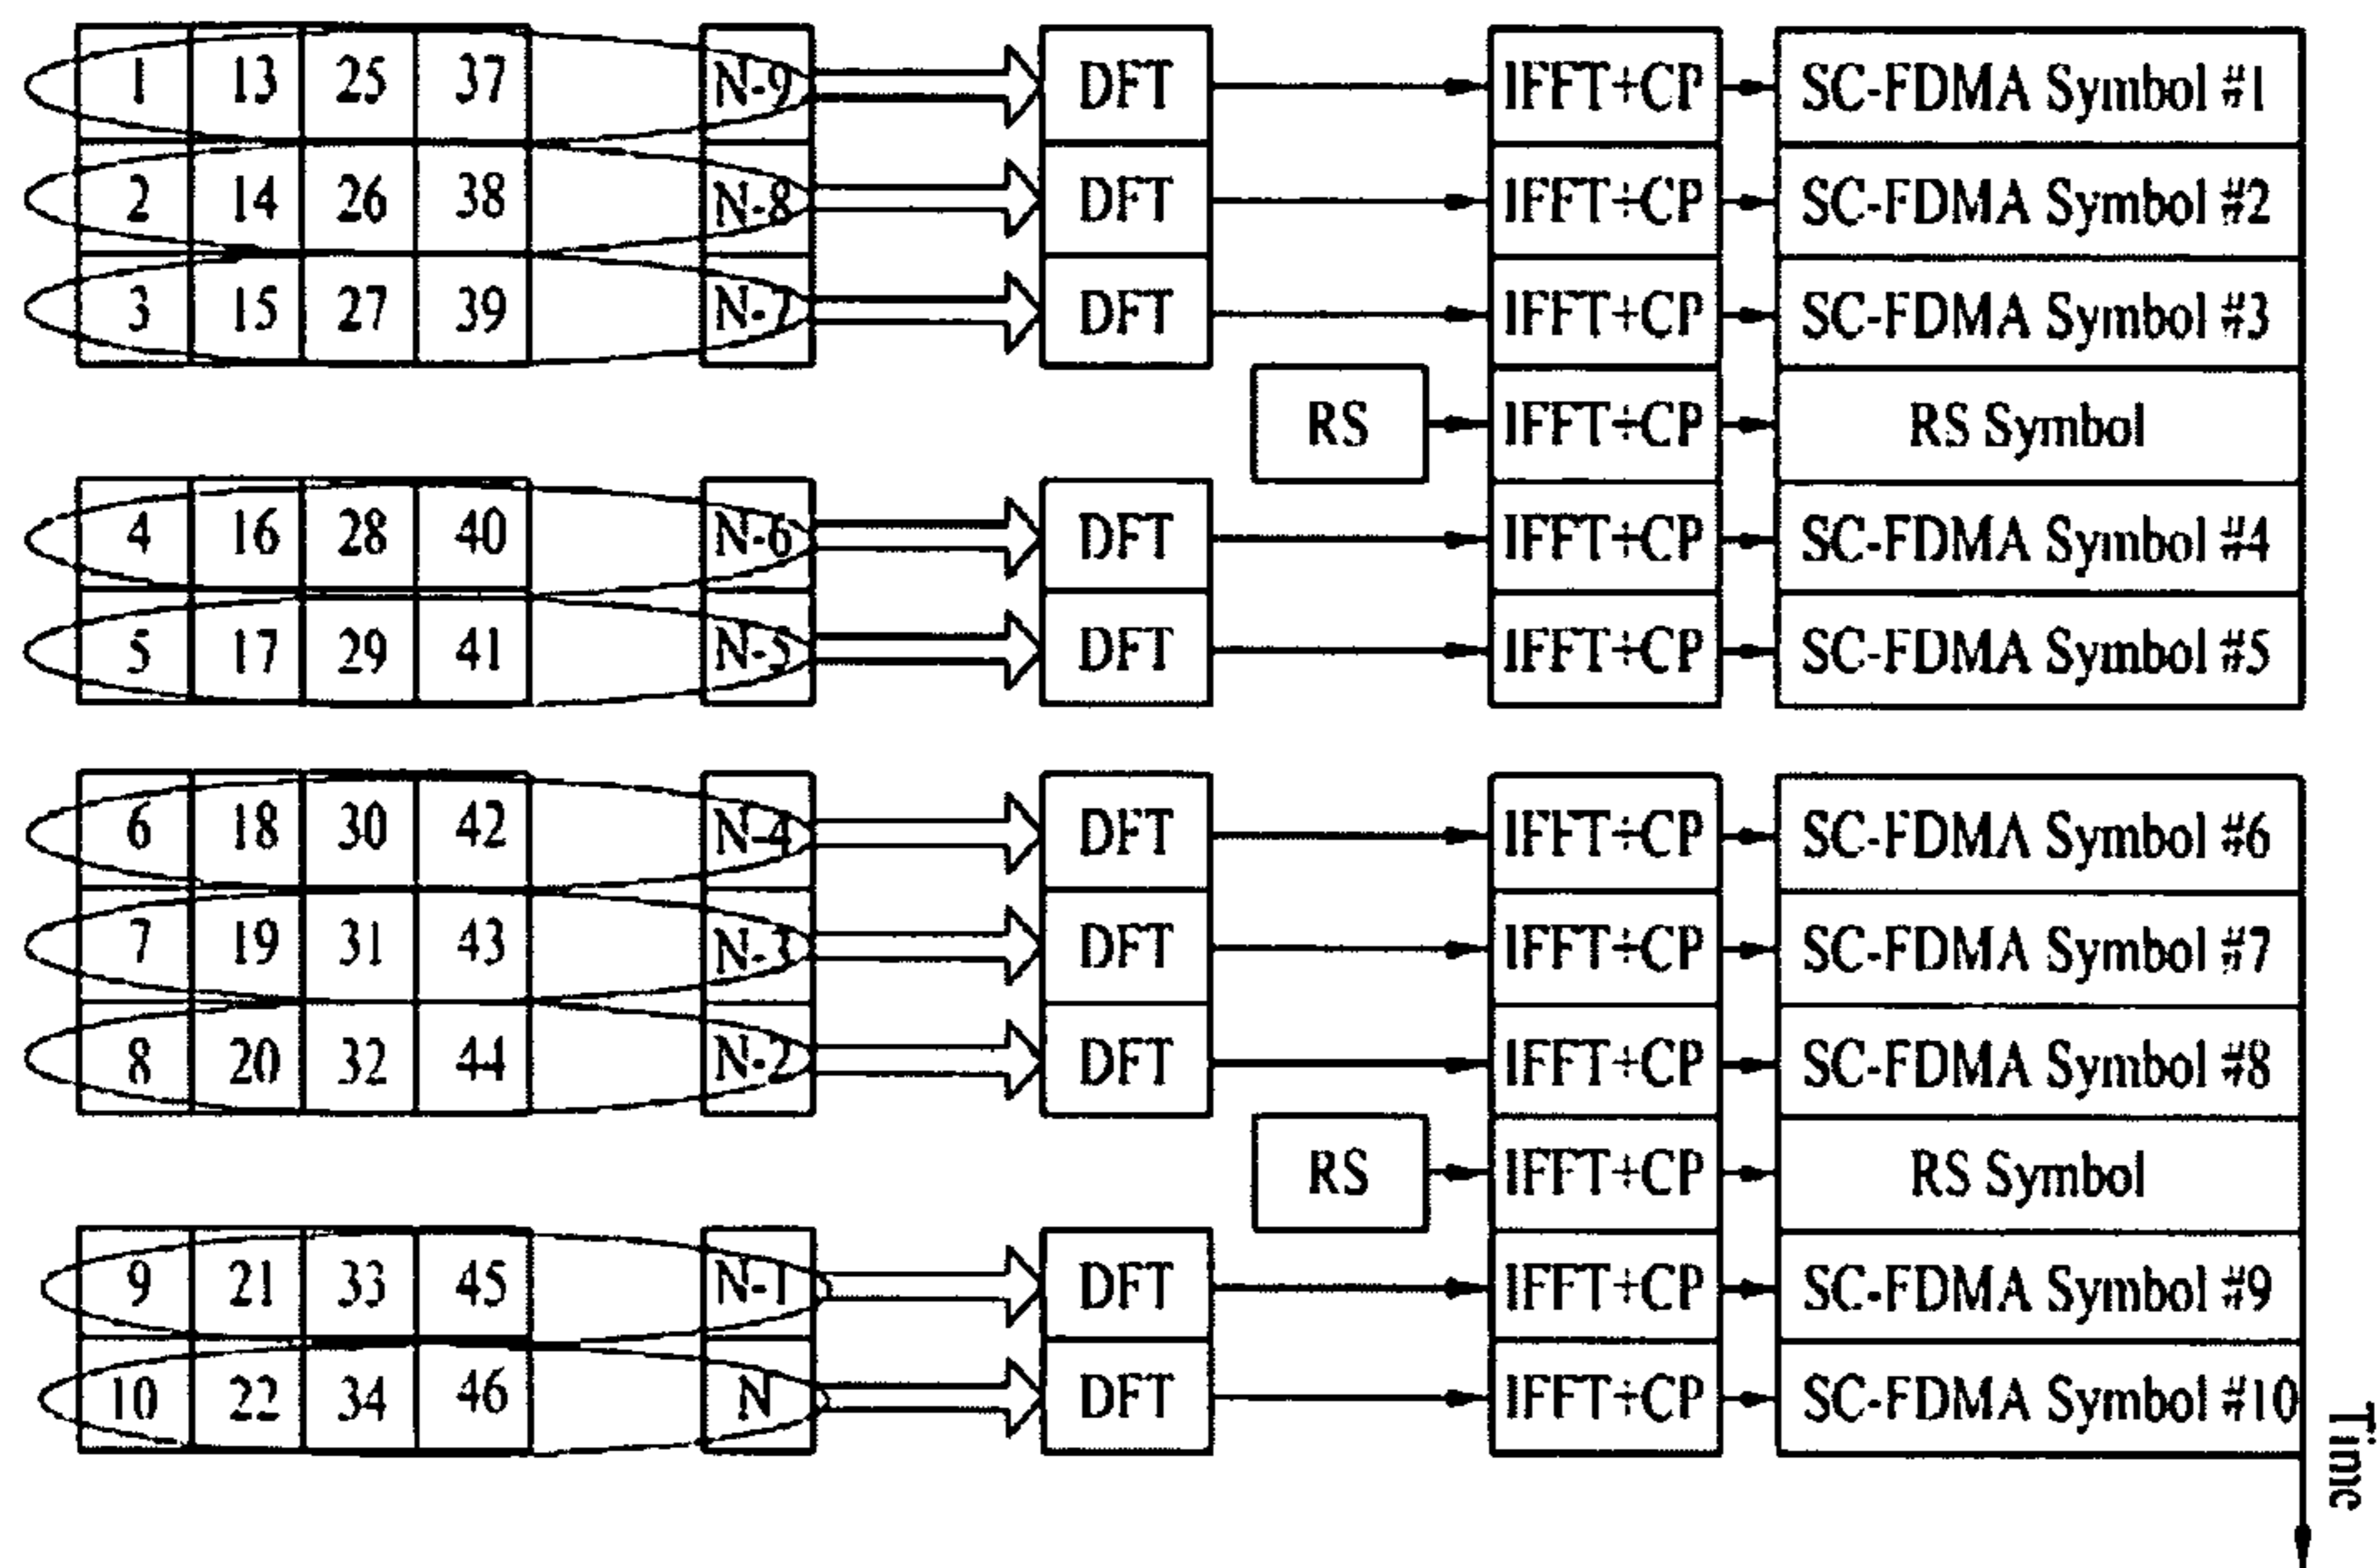 1 13 25 37 N-9 DFT IFFT+CP SC-FDMA Symbol #1
2 14 26 38 N-8 DFT IFFT+CP SC-FDMA Symbol #2
3 15 27 39 N-7 DFT IFFT+CP SC-FDMA Symbol #3
RS IFFT+CP RS Symbol
4 16 28 40 N-6 DFT IFFT+CP SC-FDMA Symbol #4
5 17 29 41 N-5 DFT IFFT+CP SC-FDMA Symbol #5
6 18 30 42 N-4 DFT IFFT+CP SC-FDMA Symbol #6
7 19 31 43 N-3 DFT IFFT+CP SC-FDMA Symbol #7
8 20 32 44 N-2 DFT IFFT+CP SC-FDMA Symbol #8
RS IFFT+CP RS Symbol
9 21 33 45 N-1 DFT IFFT+CP SC-FDMA Symbol #9
10 22 34 46 N DFT IFFT+CP SC-FDMA Symbol #10
Time